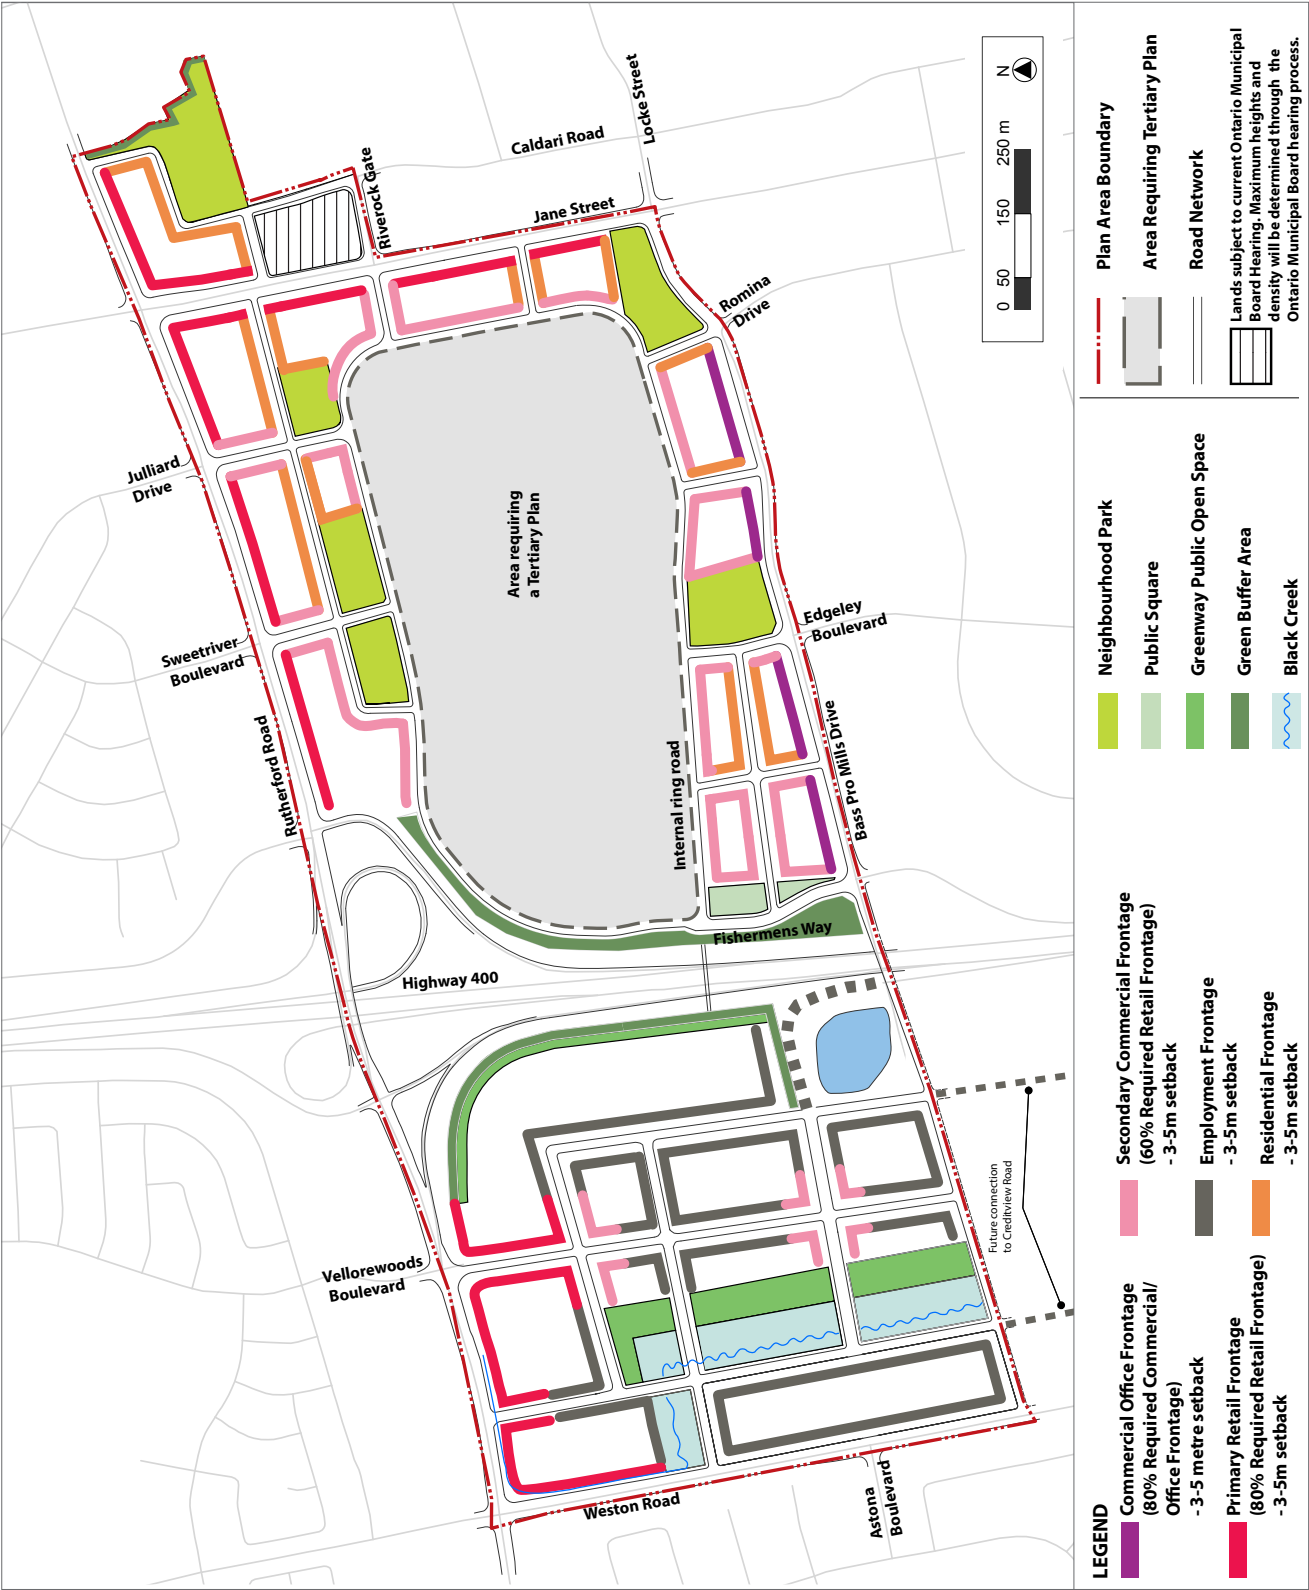 Locke Street
Caldari Road
Riverock Gate
Jane Street
Romina
Drive
Julliard
Drive
Area requiring
a Tertiary Plan
Sweetriver
Boulevard
Edgeley
Boulevard
Rutherford Road
Internal ring road
Bass Pro Mills Drive
Fishermens Way
Highway 400
Vellorewoods
Boulevard
Future connection
to Creditview Road
Weston Road
Astona
Boulevard
N
0 50 150 250 m
LEGEND
Commercial Office Frontage
(80% Required Commercial/
Office Frontage)
- 3-5 metre setback
Primary Retail Frontage
(80% Required Retail Frontage)
- 3-5m setback
Secondary Commercial Frontage
(60% Required Retail Frontage)
- 3-5m setback
Employment Frontage
- 3-5m setback
Residential Frontage
- 3-5m setback
Neighbourhood Park
Public Square
Greenway Public Open Space
Green Buffer Area
Black Creek
Plan Area Boundary
Area Requiring Tertiary Plan
Road Network
Lands subject to current Ontario Municipal
Board Hearing. Maximum heights and
density will be determined through the
Ontario Municipal Board hearing process.